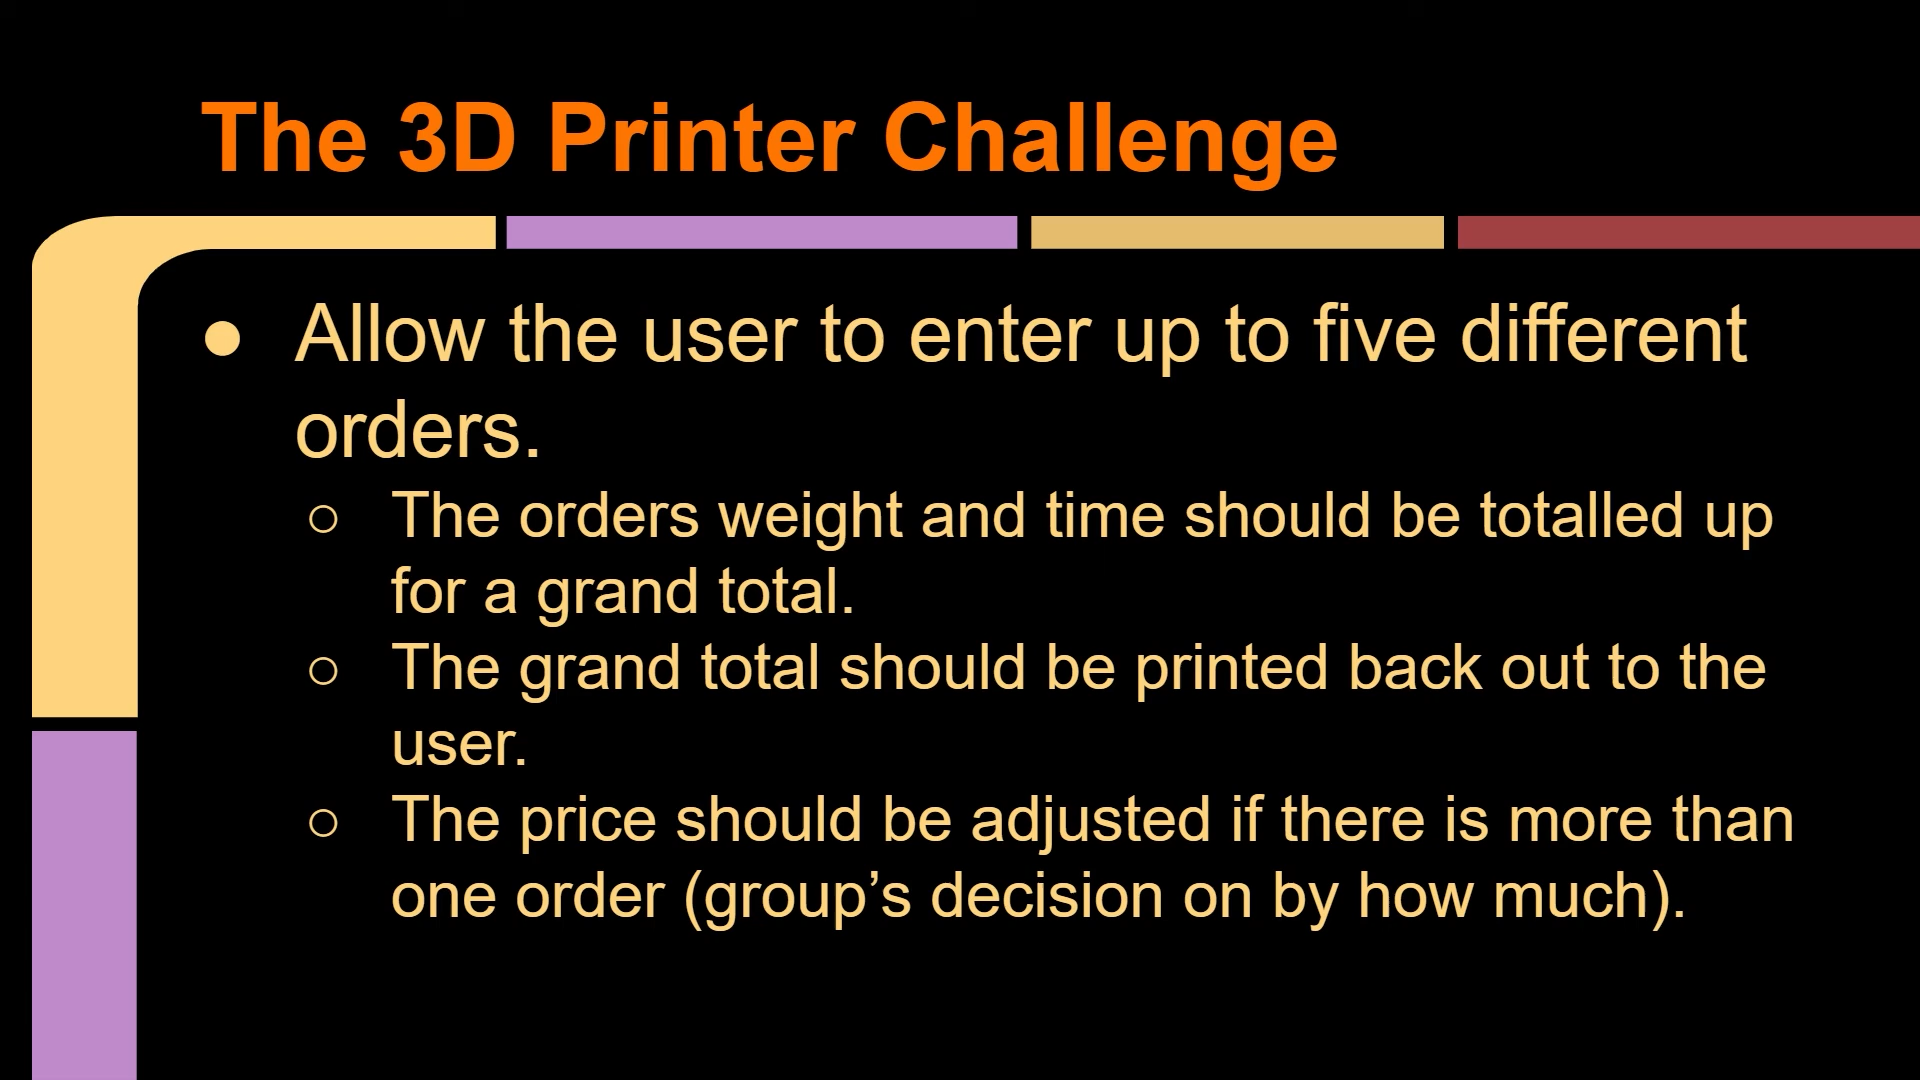 The 3D Printer Challenge
● Allow the user to enter up to five different
orders.
○ The orders weight and time should be totalled up
for a grand total.
○ The grand total should be printed back out to the
user.
○ The price should be adjusted if there is more than
one order (group’s decision on by how much).